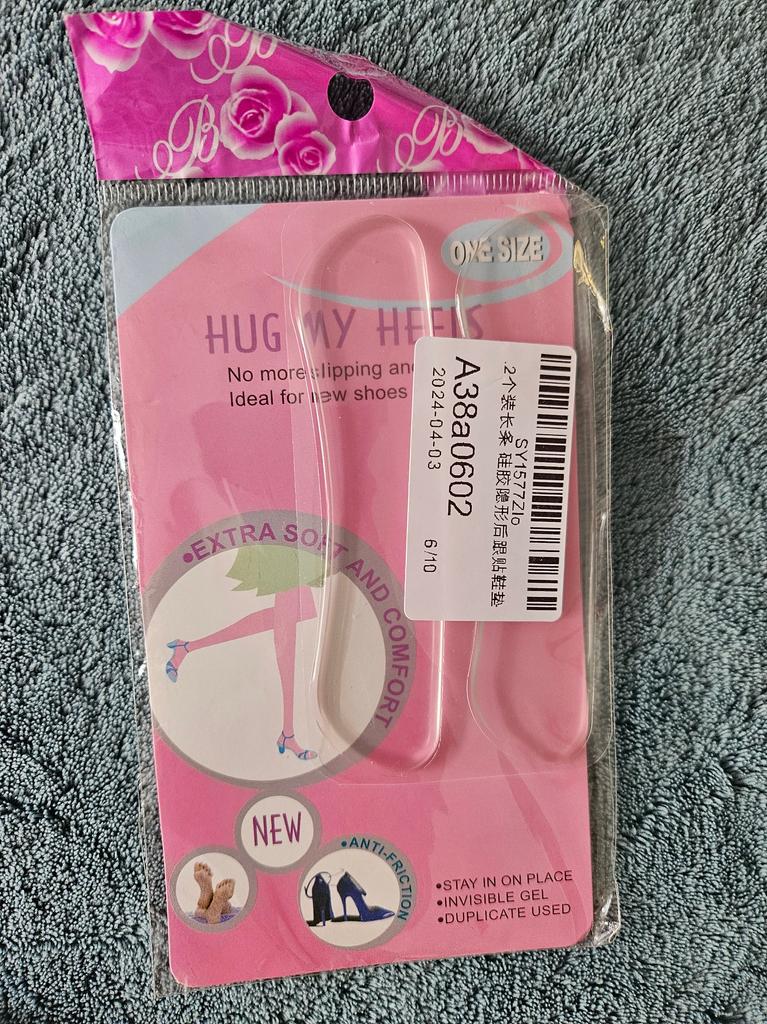 B
B
B
ONE SIZE
HUG MY HEELS
No more slipping and
Ideal for new shoes
SY1577Zlo
.2个装长条 硅胶隐形后跟贴鞋垫
A38a0602
2024-04-03
6/10
•EXTRA SOFT AND COMFORT
NEW
•ANTI-FRICTION
•STAY IN ON PLACE
•INVISIBLE GEL
•DUPLICATE USED